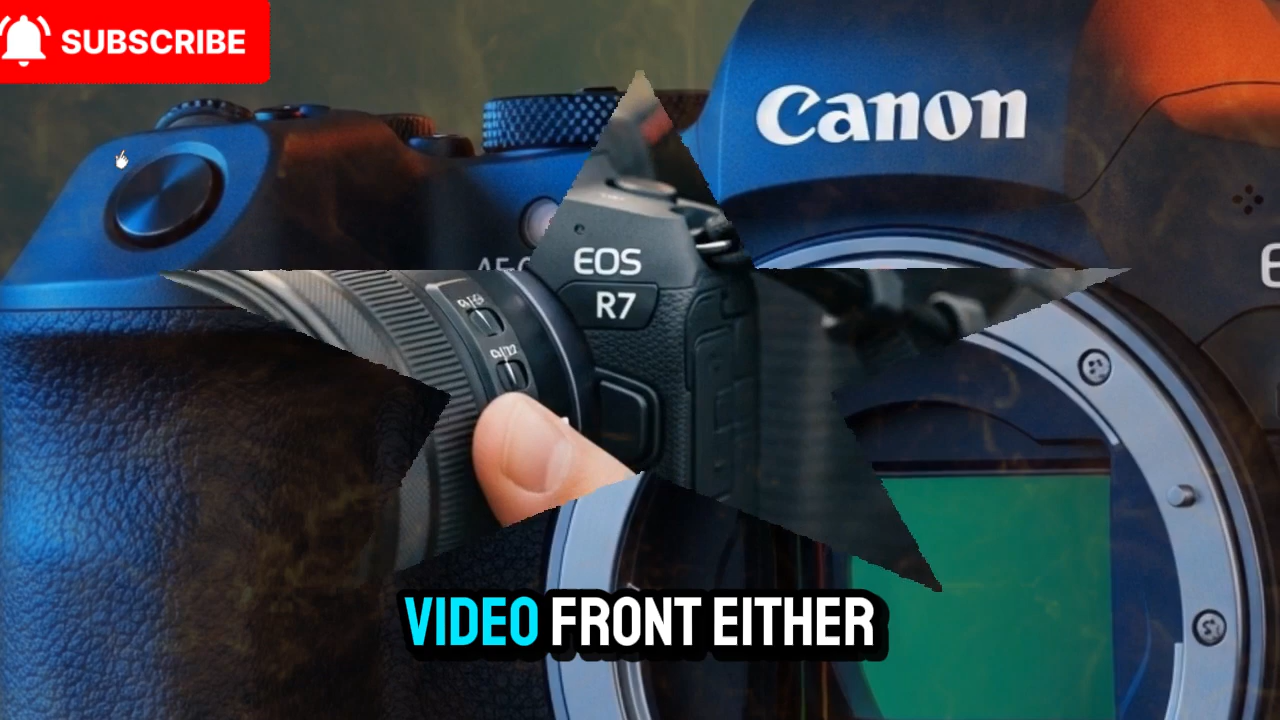 SUBSCRIBE
Canon
EOS
R7
VIDEO FRONT EITHER